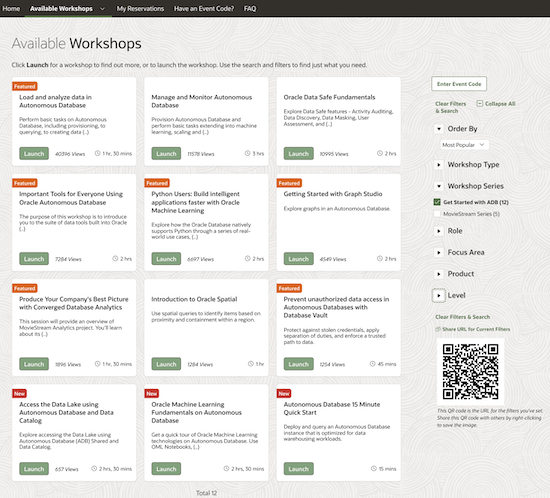 Home
Available Workshops
My Reservations
Have an Event Code?
FAQ
Available Workshops
Click Launch for a workshop to find out more, or to launch the workshop. Use the search and filters to find just what you need.
Featured
Load and analyze data in
Autonomous Database
Perform basic tasks on Autonomous
Database, including provisioning, to
querying, to creating data (..)
Launch
40396 Views
1 hr, 30 mins
Manage and Monitor Autonomous
Database
Provision Autonomous Database and
perform basic tasks extending into machine
learning, scaling and (..)
Launch
11578 Views
3 hrs
Oracle Data Safe Fundamentals
Explore Data Safe features - Activity Auditing,
Data Discovery, Data Masking, User
Assessment, and (..)
Launch
10995 Views
2 hrs
Featured
Important Tools for Everyone Using
Oracle Autonomous Database
The purpose of this workshop is to introduce
you to the suite of data tools built into Oracle
(..)
Launch
7284 Views
2 hrs
Featured
Python Users: Build intelligent
applications faster with Oracle
Machine Learning
Explore how the Oracle Database natively
supports Python through a series of real-
world use cases, (..)
Launch
6697 Views
2 hrs
Featured
Getting Started with Graph Studio
Explore graphs in an Autonomous Database.
Launch
4549 Views
2 hrs
Featured
Produce Your Company's Best Picture
with Converged Database Analytics
This session will provide an overview of
MovieStream Analytics project. You'll learn
about its (..)
Launch
1896 Views
1 hr, 30 mins
Introduction to Oracle Spatial
Use spatial queries to identify items based on
proximity and containment within a region.
Launch
1284 Views
1 hr
Featured
Prevent unauthorized data access in
Autonomous Databases with
Database Vault
Protect against stolen credentials, apply
separation of duties, and enforce a
trusted path to data.
Launch
1254 Views
45 mins
New
Access the Data Lake using
Autonomous Database and Data
Catalog
Explore accessing the Data Lake using
Autonomous Database (ADB) Shared and
Data Catalog.
Launch
657 Views
2 hrs, 30 mins
New
Oracle Machine Learning
Fundamentals on Autonomous
Database
Get a quick tour of Oracle Machine Learning
technologies on Autonomous Database. Use
OML Notebooks, (..)
Launch
2 hrs, 30 mins
New
Autonomous Database 15 Minute
Quick Start
Deploy and query an Autonomous Database
instance that is optimized for data
warehousing workloads.
Launch
15 mins
Total 12
Enter Event Code
Clear Filters
& Search
Collapse All
Order By
Most Popular
Workshop Type
Workshop Series
Get Started with ADB (12)
MovieStream Series (5)
Role
Focus Area
Product
Level
Clear Filters & Search
Share URL for Current Filters
This QR code is the URL for the filters you've set.
Share this QR code with others by right-clicking
to save the image.